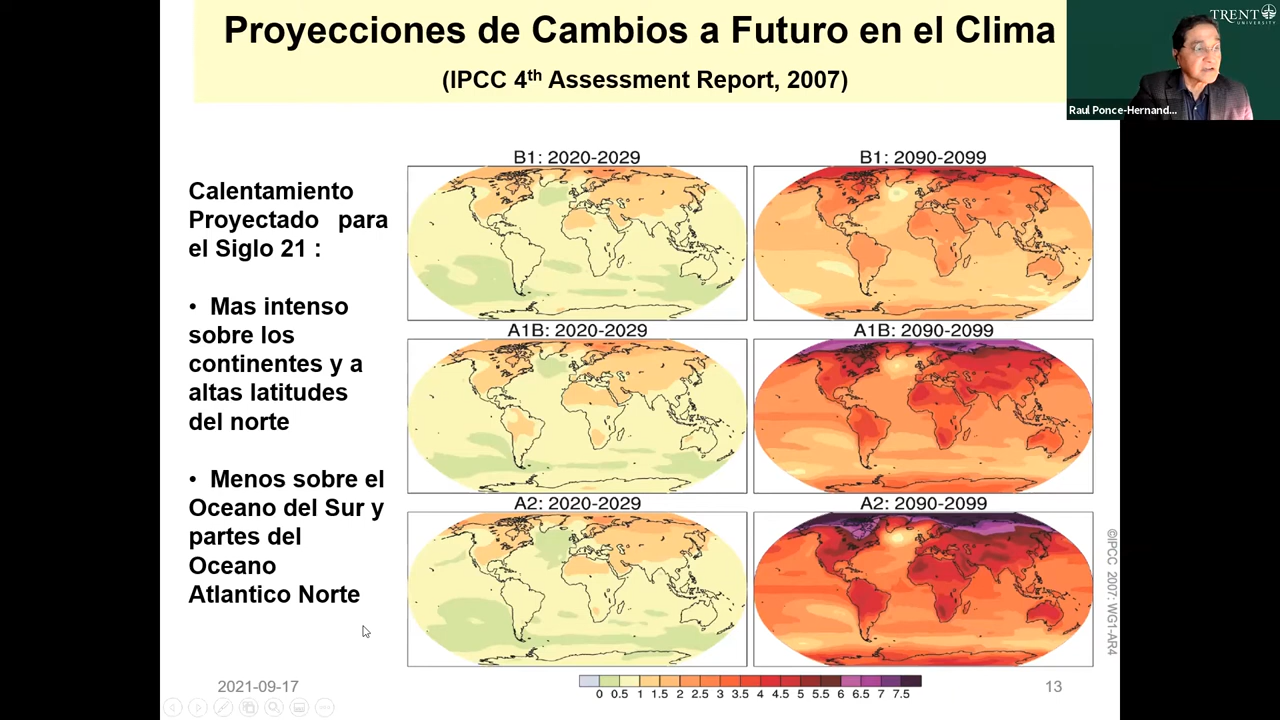 Proyecciones de Cambios a Futuro en el Clima
(IPCC 4th Assessment Report, 2007)
TRENT
UNIVERSITY
Raul Ponce-Hernand...
Calentamiento
Proyectado para
el Siglo 21 :
• Mas intenso
sobre los
continentes y a
altas latitudes
del norte
• Menos sobre el
Oceano del Sur y
partes del
Oceano
Atlantico Norte
B1: 2020-2029
B1: 2090-2099
A1B: 2020-2029
A1B: 2090-2099
A2: 2020-2029
A2: 2090-2099
©IPCC 2007: WG1-AR4
0 0.5 1 1.5 2 2.5 3 3.5 4 4.5 5 5.5 6 6.5 7 7.5
2021-09-17
13